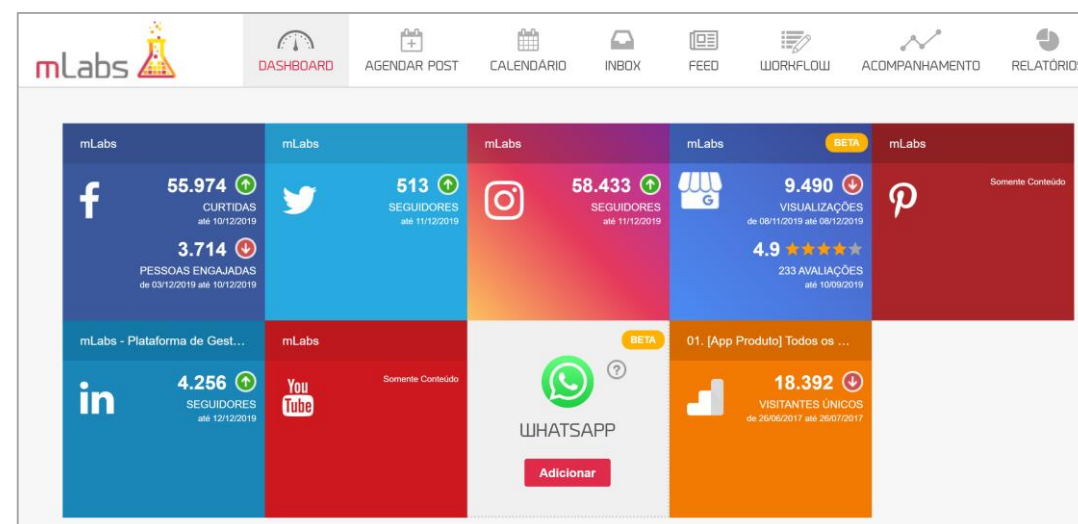 mLabs
DASHBOARD
AGENDAR POST
CALENDÁRIO
INBOX
FEED
WORKFLOW
ACOMPANHAMENTO
RELATÓRIOS
mLabs
f
55.974
CURTIDAS
até 10/12/2019
3.714
PESSOAS ENGAJADAS
de 03/12/2019 até 10/12/2019
mLabs
513
SEGUIDORES
até 11/12/2019
mLabs
58.433
SEGUIDORES
até 11/12/2019
mLabs
BETA
G
9.490
VISUALIZAÇÕES
de 08/11/2019 até 08/12/2019
4.9
233 AVALIAÇÕES
até 10/09/2019
mLabs
Somente Conteúdo
mLabs - Plataforma de Gest...
in
4.256
SEGUIDORES
até 12/12/2019
mLabs
You
Tube
Somente Conteúdo
BETA
?
WHATSAPP
Adicionar
01. [App Produto] Todos os ...
18.392
VISITANTES ÚNICOS
de 26/06/2017 até 26/07/2017